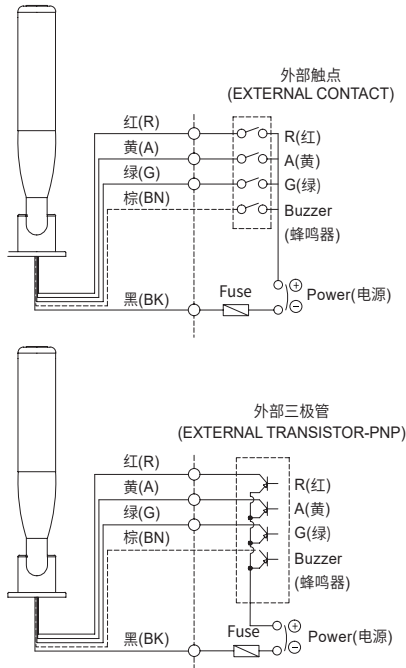 外部触点
(EXTERNAL CONTACT)
红(R)
R(红)
黄(A)
A(黄)
绿(G)
G(绿)
棕(BN)
Buzzer
(蜂鸣器)
Fuse
⊕
Power(电源)
⊖
黑(BK)
外部三极管
(EXTERNAL TRANSISTOR-PNP)
红(R)
R(红)
黄(A)
A(黄)
绿(G)
G(绿)
棕(BN)
Buzzer
(蜂鸣器)
Fuse
⊕
Power(电源)
⊖
黑(BK)